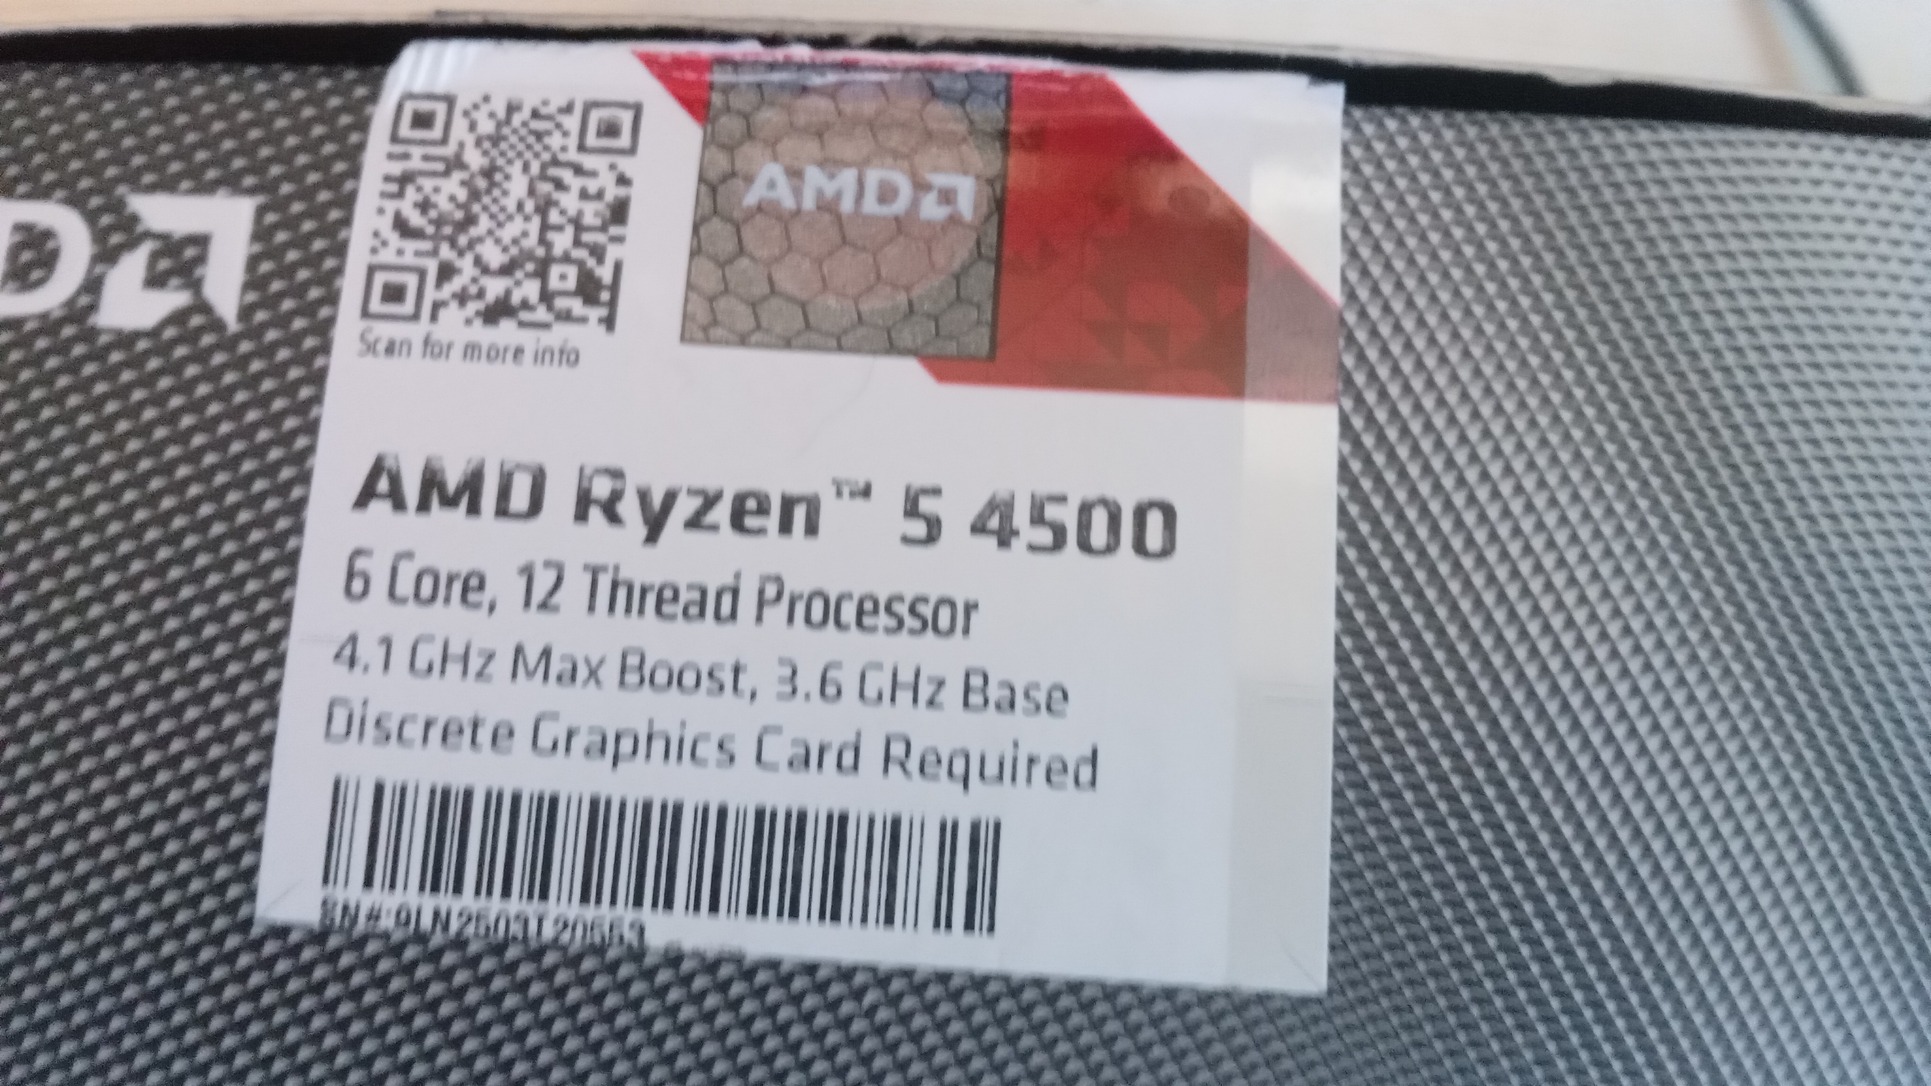 AMD
Scan for more info
AMD Ryzen™ 5 4500
6 Core, 12 Thread Processor
4.1 GHz Max Boost, 3.6 GHz Base
Discrete Graphics Card Required